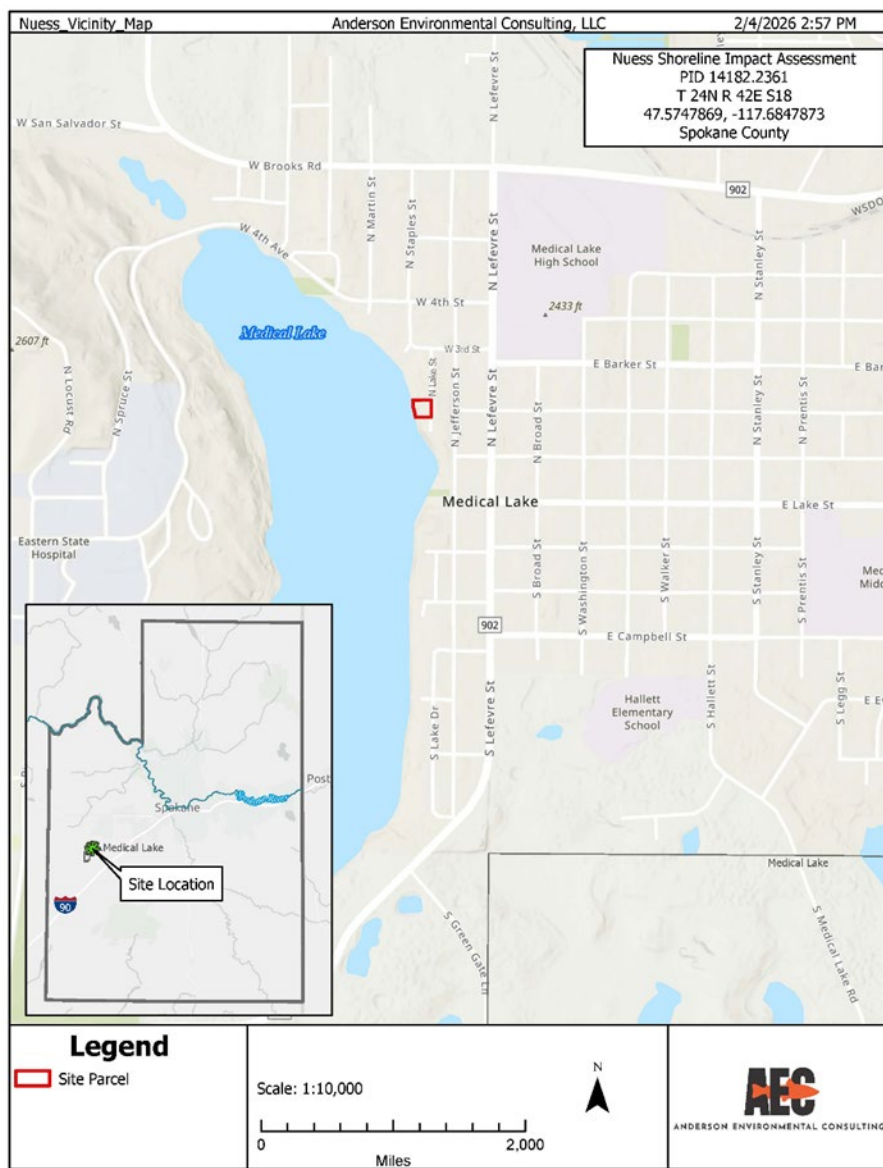 Nuess_Vicinity_Map
Anderson Environmental Consulting, LLC
2/4/2026 2:57 PM
Nuess Shoreline Impact Assessment
PID 14182.2361
T 24N R 42E S18
47.5747869, -117.6847873
Spokane County
N Lefevre St
W San Salvador St
W Brooks Rd
902
WSDO
N Martin St
N Staples St
N Lefevre St
N Stanley St
W 4th Ave
Medical Lake
High School
W 4th St
2433 ft
Medical Lake
2607 ft
W 3rd St
E Barker St
E Bar
N Locust Rd
N Spruce St
N Lake St
N Jefferson St
N Lefevre St
N Broad St
N Stanley St
N Prentis St
Medical Lake
E Lake St
Eastern State
Hospital
S Broad St
S Washington St
S Walker St
S Stanley St
S Prentis St
Med
Middl
902
E Campbell St
S Lake Dr
S Lefevre St
Hallett
Elementary
School
S Hallett St
S Legg St
Spokane
Post
Medical Lake
Site Location
90
Medical Lake
S Green Gate Ln
S Medical Lake Rd
Legend
Site Parcel
Scale: 1:10,000
N
0
2,000
Miles
AEC
ANDERSON ENVIRONMENTAL CONSULTING